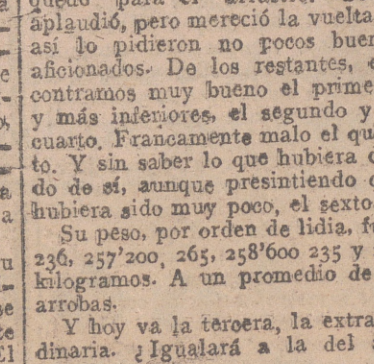 aplaudió, pero mereció la vuelta
así lo pidieron no pocos buen
aficionados. De los restantes, e
contramos muy bueno el prime
y más inferiores, el segundo y
cuarto. Francamente malo el qu
to. Y sin saber lo que hubiera d
do de sí, aunque presintiendo q
hubiera sido muy poco, el sexto
Su peso, por orden de lidia, f
236, 257'200, 265, 258'600 235 y
kilogramos. A un promedio de
arrobas.
Y hoy va la tercera, la extra
dinaria. ¿Igualará a la del